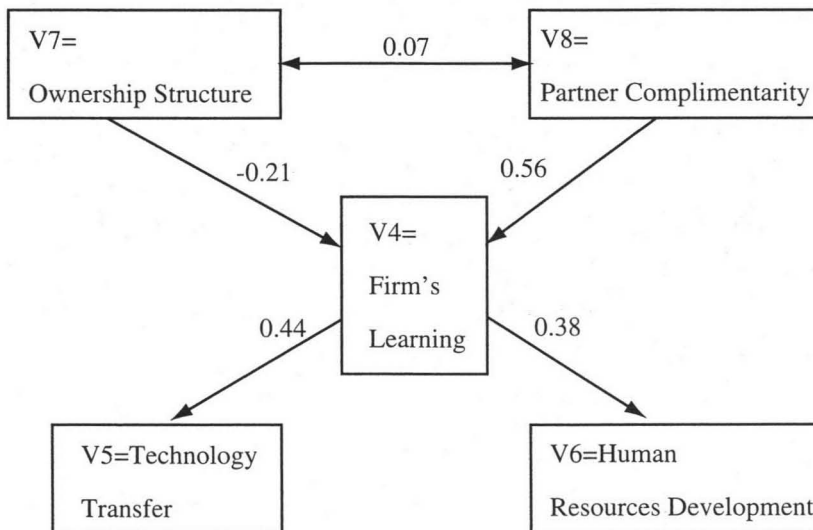 V7=
Ownership Structure
0.07
V8=
Partner Complimentarity
-0.21
0.56
V4=
Firm's
Learning
0.44
0.38
V5=Technology
Transfer
V6=Human
Resources Development